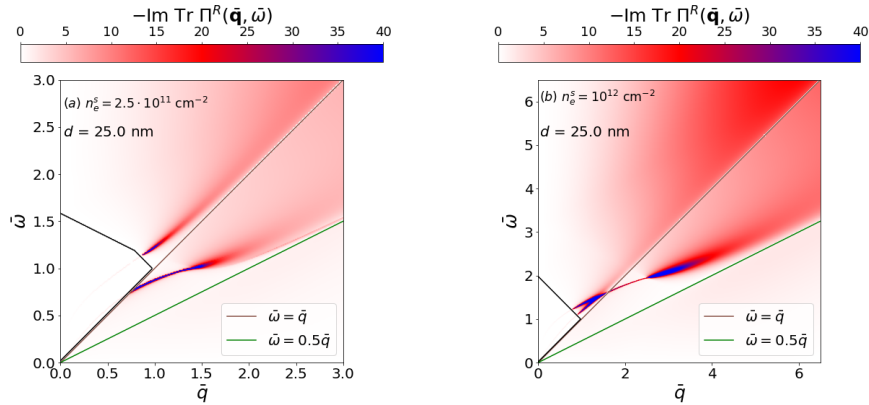 −Im Tr Π^R(q̄, ω̄)
0 5 10 15 20 25 30 35 40
(a) n_e^s = 2.5 · 10^11 cm^−2
d = 25.0 nm
3.0
2.5
2.0
1.5
1.0
0.5
0.0
ω̄
ω̄ = q̄
ω̄ = 0.5q̄
0.0 0.5 1.0 1.5 2.0 2.5 3.0
q̄
−Im Tr Π^R(q̄, ω̄)
0 5 10 15 20 25 30 35 40
(b) n_e^s = 10^12 cm^−2
d = 25.0 nm
6
5
4
3
2
1
0
ω̄
ω̄ = q̄
ω̄ = 0.5q̄
0 2 4 6
q̄